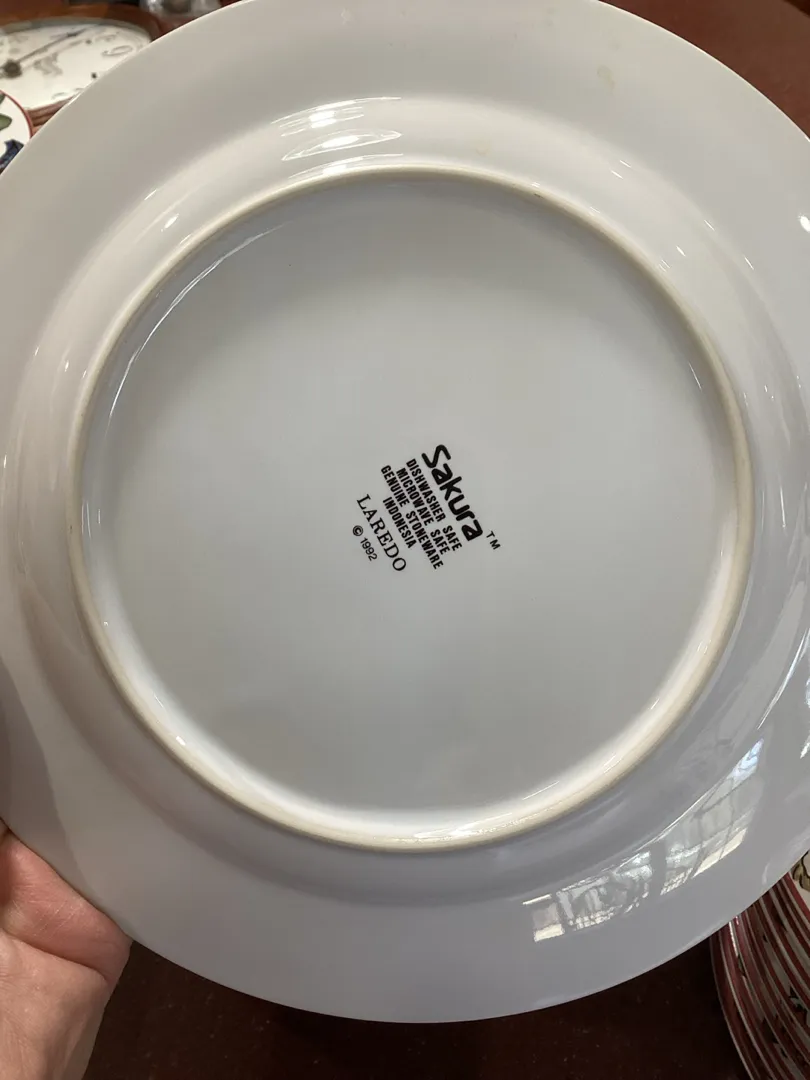 Sakura™
DISHWASHER SAFE
MICROWAVE SAFE
GENUINE STONEWARE
INDONESIA
LAREDO
© 1992